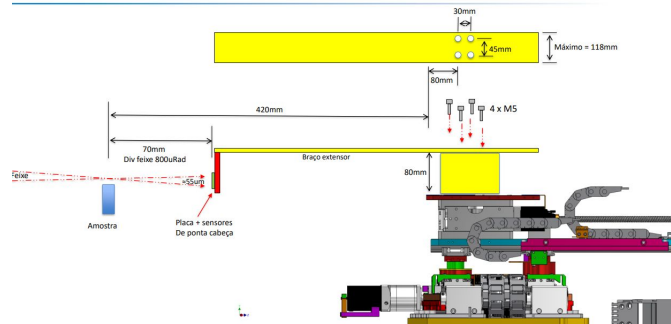 30mm
45mm
Máximo = 118mm
80mm
420mm
4 x M5
70mm
Div feixe 800uRad
Braço extensor
Feixe
≈55um
80mm
Amostra
Placa + sensores
De ponta cabeça